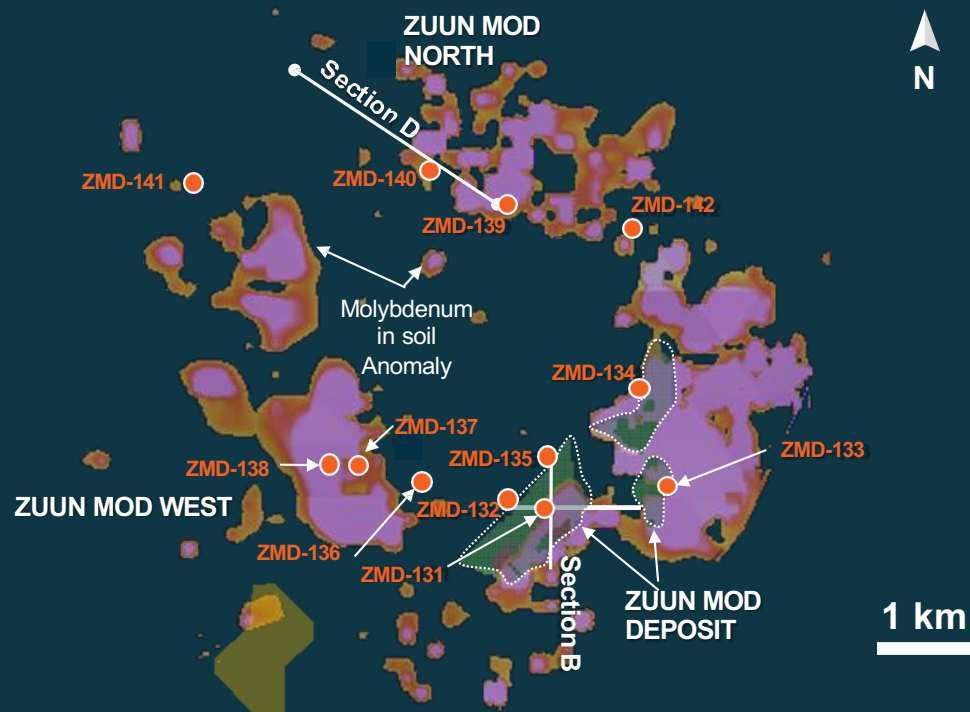 ZUUN MOD
NORTH
N
Section D
ZMD-141
ZMD-140
ZMD-139
ZMD-142
Molybdenum
in soil
Anomaly
ZMD-134
ZMD-137
ZMD-138
ZMD-135
ZMD-133
ZUUN MOD WEST
ZMD-132
ZMD-136
ZMD-131
Section B
ZUUN MOD
DEPOSIT
1 km